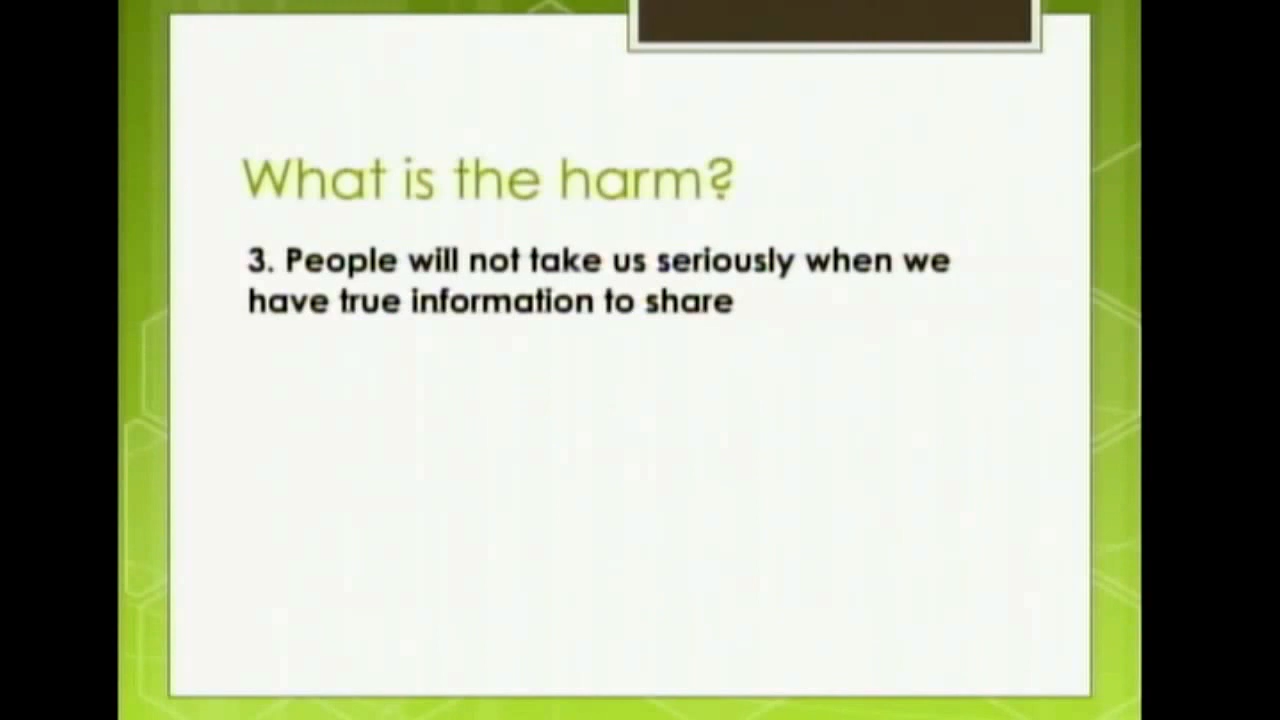 What is the harm?
3. People will not take us seriously when we
have true information to share